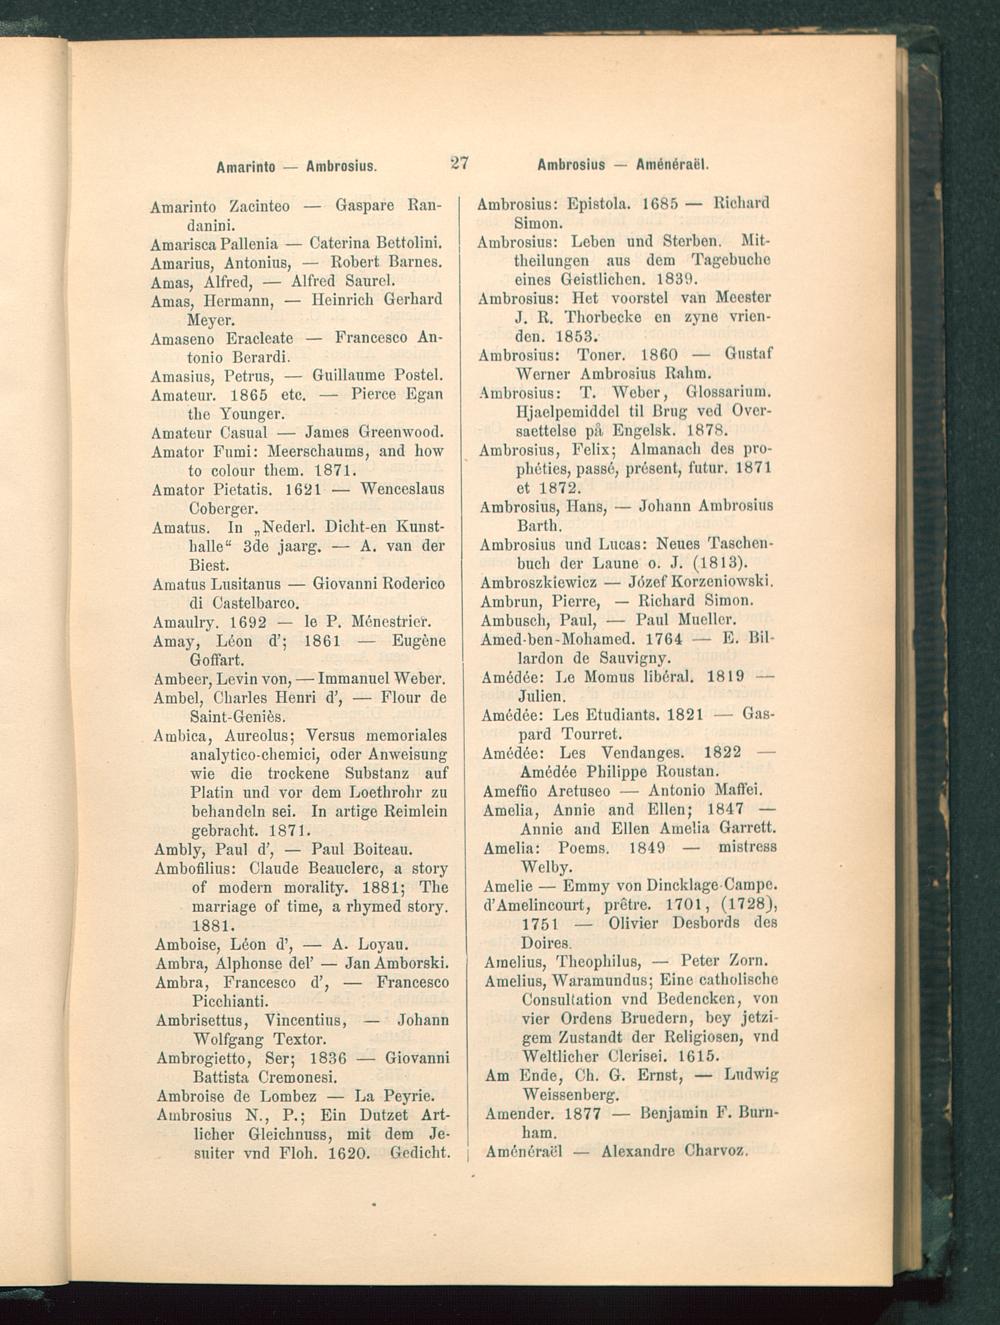 Amarinto — Ambrosius.
27
Ambrosius — Aménéraël.
Amarinto Zacinteo — Gaspare Ran-
danini.
Amarisca Pallenia — Caterina Bettolini.
Amarius, Antonius, — Robert Barnes.
Amas, Alfred, — Alfred Saurel.
Amas, Hermann, — Heinrich Gerhard
Meyer.
Amaseno Eracleate — Francesco An-
tonio Berardi.
Amasius, Petrus, — Guillaume Postel.
Amateur. 1865 etc. — Pierce Egan
the Younger.
Amateur Casual — James Greenwood.
Amator Fumi: Meerschaums, and how
to colour them. 1871.
Amator Pietatis. 1621 — Wenceslaus
Coberger.
Amatus. In „Nederl. Dicht-en Kunst-
halle“ 3de jaarg. — A. van der
Biest.
Amatus Lusitanus — Giovanni Roderico
di Castelbarco.
Amaulry. 1692 — le P. Ménestrier.
Amay, Léon d'; 1861 — Eugène
Goffart.
Ambeer, Levin von, — Immanuel Weber.
Ambel, Charles Henri d', — Flour de
Saint-Geniès.
Ambica, Aureolus; Versus memoriales
analytico-chemici, oder Anweisung
wie die trockene Substanz auf
Platin und vor dem Loethrohr zu
behandeln sei. In artige Reimlein
gebracht. 1871.
Ambly, Paul d', — Paul Boiteau.
Ambofilius: Claude Beauclerc, a story
of modern morality. 1881; The
marriage of time, a rhymed story.
1881.
Amboise, Léon d', — A. Loyau.
Ambra, Alphonse del' — Jan Amborski.
Ambra, Francesco d', — Francesco
Picchianti.
Ambrisettus, Vincentius, — Johann
Wolfgang Textor.
Ambrogietto, Ser; 1836 — Giovanni
Battista Cremonesi.
Ambroise de Lombez — La Peyrie.
Ambrosius N., P.; Ein Dutzet Art-
licher Gleichnuss, mit dem Je-
suiter vnd Floh. 1620. Gedicht.
Ambrosius: Epistola. 1685 — Richard
Simon.
Ambrosius: Leben und Sterben. Mit-
theilungen aus dem Tagebuche
eines Geistlichen. 1839.
Ambrosius: Het voorstel van Meester
J. R. Thorbecke en zyne vrien-
den. 1853.
Ambrosius: Toner. 1860 — Gustaf
Werner Ambrosius Rahm.
Ambrosius: T. Weber, Glossarium.
Hjaelpemiddel til Brug ved Over-
saettelse på Engelsk. 1878.
Ambrosius, Felix; Almanach des pro-
phéties, passé, présent, futur. 1871
et 1872.
Ambrosius, Hans, — Johann Ambrosius
Barth.
Ambrosius und Lucas: Neues Taschen-
buch der Laune o. J. (1813).
Ambroszkiewicz — Józef Korzeniowski.
Ambrun, Pierre, — Richard Simon.
Ambusch, Paul, — Paul Mueller.
Amed-ben-Mohamed. 1764 — E. Bil-
lardon de Sauvigny.
Amédée: Le Momus libéral. 1819 —
Julien.
Amédée: Les Etudiants. 1821 — Gas-
pard Tourret.
Amédée: Les Vendanges. 1822 —
Amédée Philippe Roustan.
Ameffio Aretuseo — Antonio Maffei.
Amelia, Annie and Ellen; 1847 —
Annie and Ellen Amelia Garrett.
Amelia: Poems. 1849 — mistress
Welby.
Amelie — Emmy von Dincklage-Campe.
d'Amelincourt, prêtre. 1701, (1728),
1751 — Olivier Desbords des
Doires.
Amelius, Theophilus, — Peter Zorn.
Amelius, Waramundus; Eine catholische
Consultation vnd Bedencken, von
vier Ordens Bruedern, bey jetzi-
gem Zustandt der Religiosen, vnd
Weltlicher Clerisei. 1615.
Am Ende, Ch. G. Ernst, — Ludwig
Weissenberg.
Amender. 1877 — Benjamin F. Burn-
ham.
Aménéraël — Alexandre Charvoz.